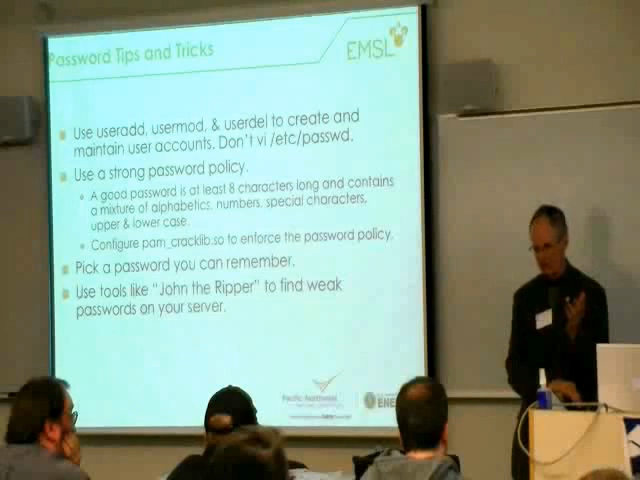 Password Tips and Tricks
EMSL
Use useradd, usermod, & userdel to create and
maintain user accounts. Don't vi /etc/passwd.
Use a strong password policy.
A good password is at least 8 characters long and contains
a mixture of alphabetics, numbers, special characters,
upper & lower case.
Configure pam_cracklib.so to enforce the password policy.
Pick a password you can remember.
Use tools like "John the Ripper" to find weak
passwords on your server.
Pacific Northwest